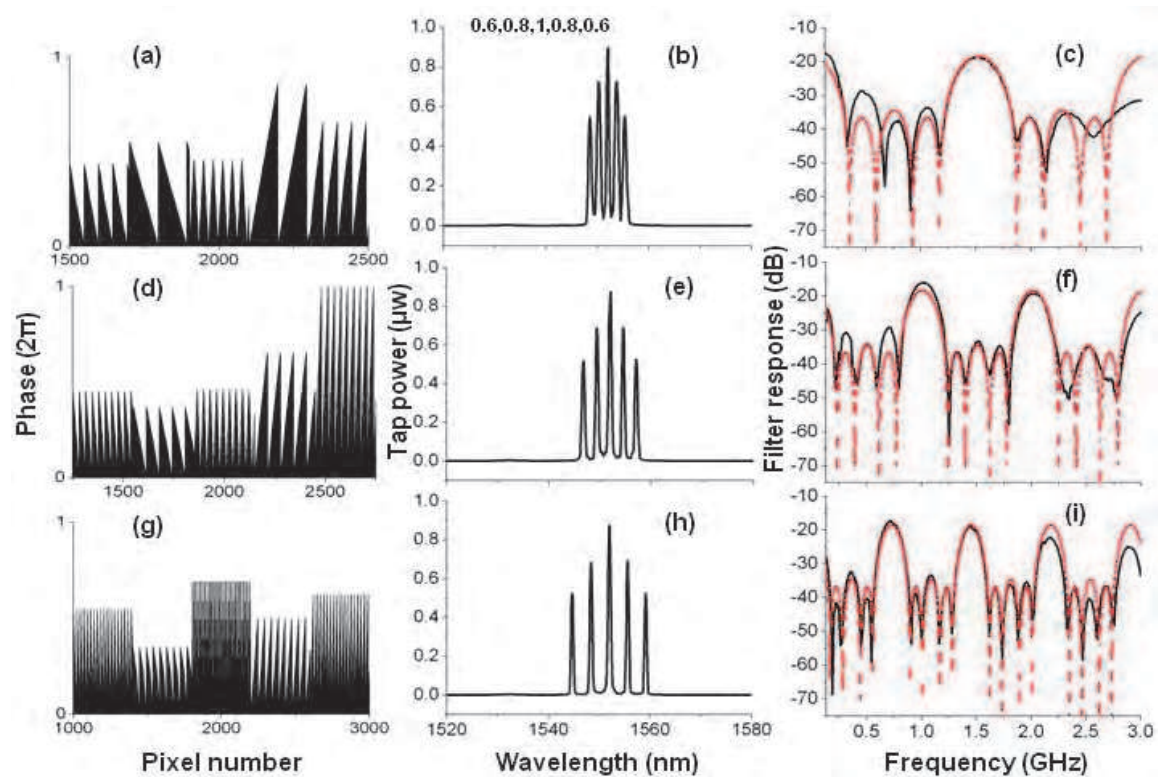 0.6,0.8,1,0.8,0.6
(a)
1
0
1500 2000 2500
(b)
1.0
0.8
0.6
0.4
0.2
0.0
(c)
-10
-20
-30
-40
-50
-60
-70
(d)
1
0
1500 2000 2500
(e)
1.0
0.8
0.6
0.4
0.2
0.0
(f)
-10
-20
-30
-40
-50
-60
-70
(g)
1
0
1000 2000 3000
(h)
1.0
0.8
0.6
0.4
0.2
0.0
1520 1540 1560 1580
(i)
-10
-20
-30
-40
-50
-60
-70
0.5 1.0 1.5 2.0 2.5 3.0
Phase (2π)
Tap power (μw)
Filter response (dB)
Pixel number
Wavelength (nm)
Frequency (GHz)